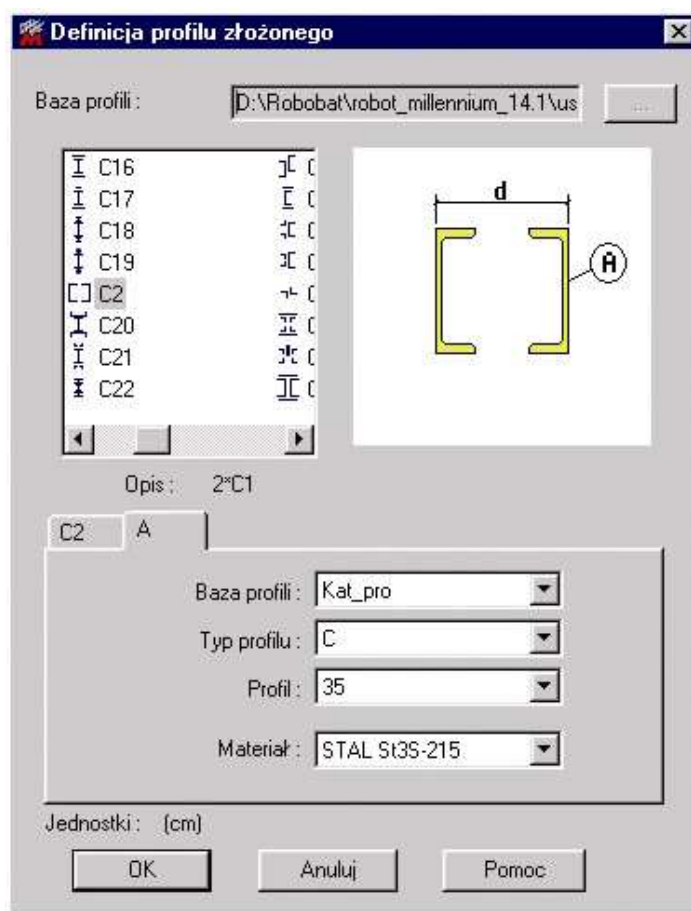 Definicja profilu złożonego
Baza profili : D:\Robobat\robot_millennium_14.1\us ...
C16
C17
C18
C19
C2
C20
C21
C22
d
A
Opis : 2*C1
C2 A
Baza profili : Kat_pro
Typ profilu : C
Profil : 35
Materiał : STAL St3S-215
Jednostki : (cm)
OK Anuluj Pomoc